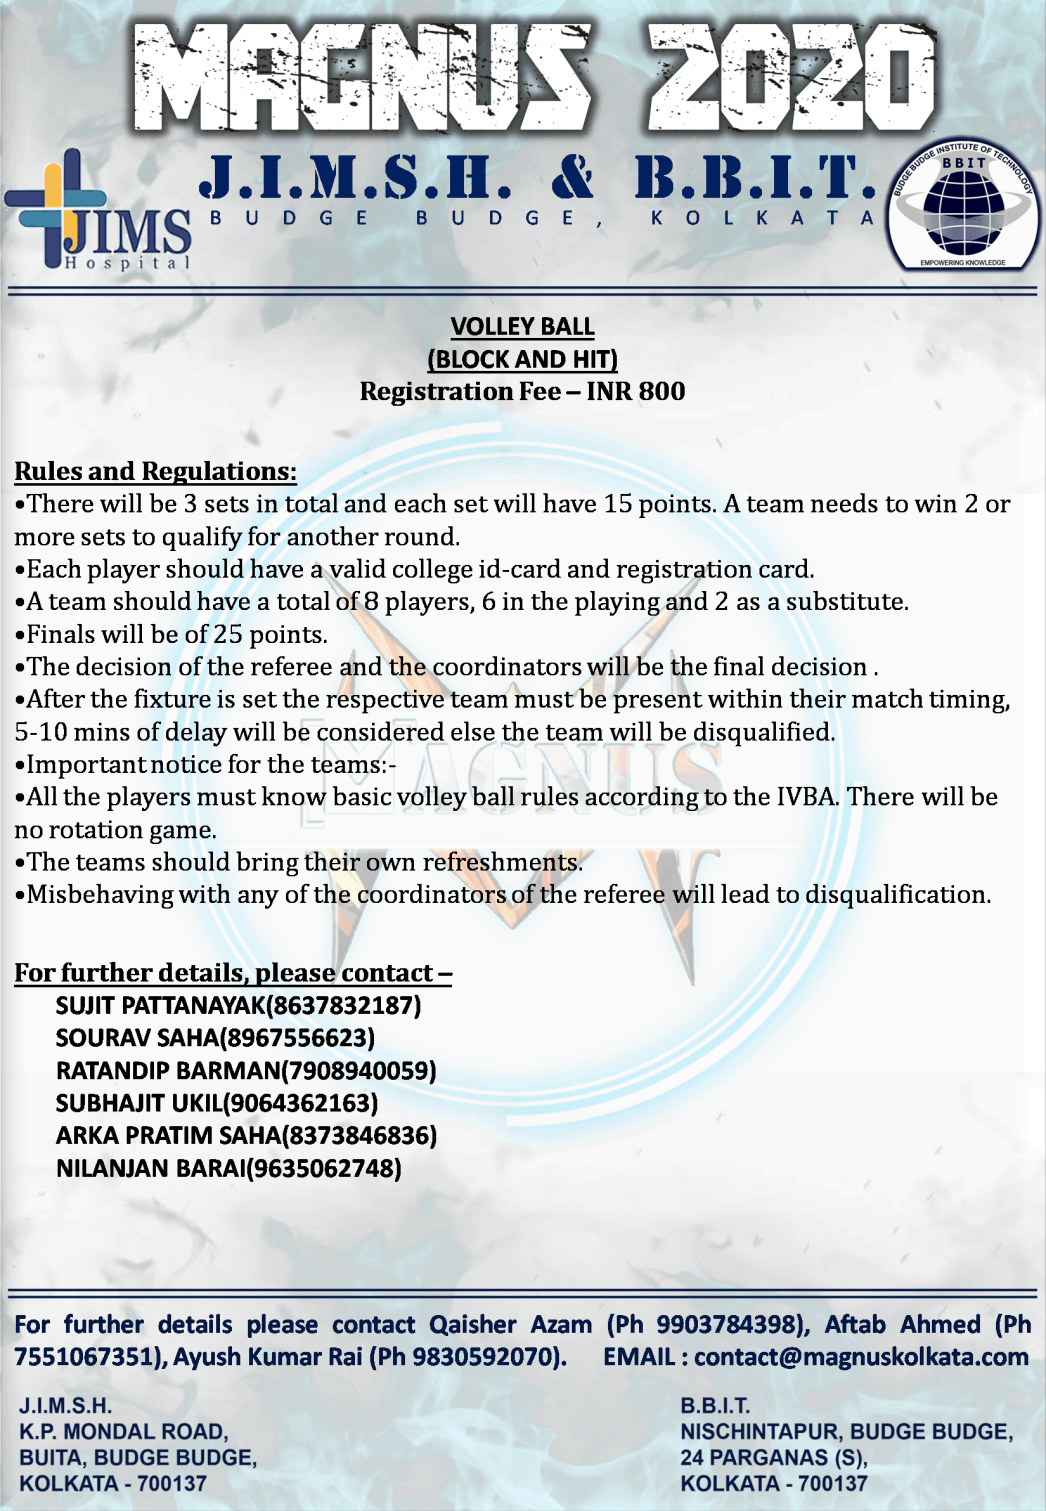 MAGNUS 2020
J.I.M.S.H. & B.B.I.T.
BUDGE BUDGE, KOLKATA
JIMS
Hospital
BUDGE BUDGE INSTITUTE OF TECHNOLOGY
BBIT
EMPOWERING KNOWLEDGE
VOLLEY BALL
(BLOCK AND HIT)
Registration Fee – INR 800
Rules and Regulations:
•There will be 3 sets in total and each set will have 15 points. A team needs to win 2 or
more sets to qualify for another round.
•Each player should have a valid college id-card and registration card.
•A team should have a total of 8 players, 6 in the playing and 2 as a substitute.
•Finals will be of 25 points.
•The decision of the referee and the coordinators will be the final decision .
•After the fixture is set the respective team must be present within their match timing,
5-10 mins of delay will be considered else the team will be disqualified.
•Important notice for the teams:-
MAGNUS
•All the players must know basic volley ball rules according to the IVBA. There will be
no rotation game.
•The teams should bring their own refreshments.
•Misbehaving with any of the coordinators of the referee will lead to disqualification.
For further details, please contact –
SUJIT PATTANAYAK(8637832187)
SOURAV SAHA(8967556623)
RATANDIP BARMAN(7908940059)
SUBHAJIT UKIL(9064362163)
ARKA PRATIM SAHA(8373846836)
NILANJAN BARAI(9635062748)
For further details please contact Qaisher Azam (Ph 9903784398), Aftab Ahmed (Ph
7551067351), Ayush Kumar Rai (Ph 9830592070). EMAIL : contact@magnuskolkata.com
J.I.M.S.H.
K.P. MONDAL ROAD,
BUITA, BUDGE BUDGE,
KOLKATA - 700137
B.B.I.T.
NISCHINTAPUR, BUDGE BUDGE,
24 PARGANAS (S),
KOLKATA - 700137